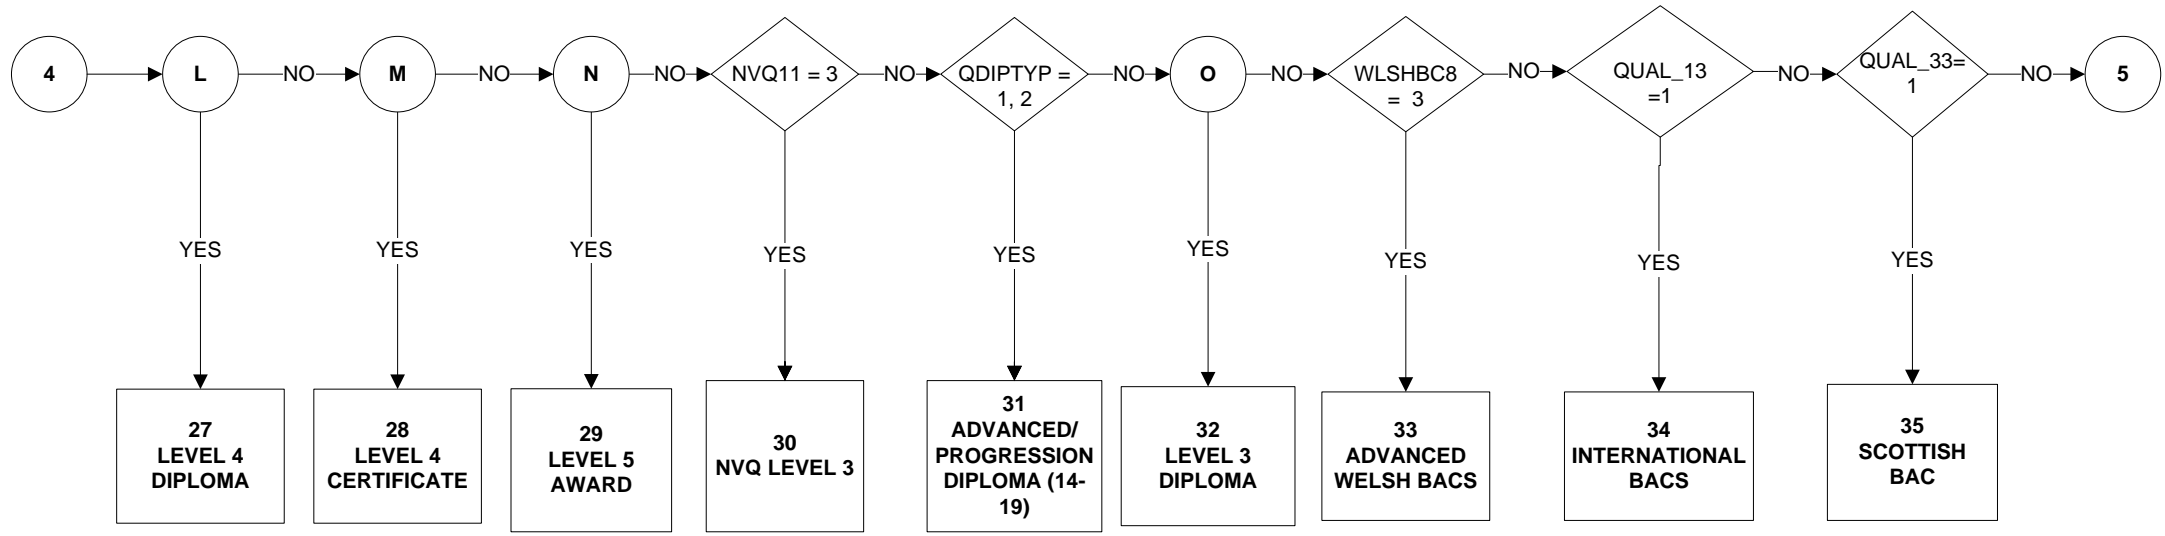 4
L
NO
M
NO
N
NO
NVQ11 = 3
NO
QDIPTYP =
1, 2
NO
O
NO
WLSHBC8
= 3
NO
QUAL_13
=1
NO
QUAL_33=
1
NO
5
YES
YES
YES
YES
YES
YES
YES
YES
YES
27
LEVEL 4
DIPLOMA
28
LEVEL 4
CERTIFICATE
29
LEVEL 5
AWARD
30
NVQ LEVEL 3
31
ADVANCED/
PROGRESSION
DIPLOMA (14-
19)
32
LEVEL 3
DIPLOMA
33
ADVANCED
WELSH BACS
34
INTERNATIONAL
BACS
35
SCOTTISH
BAC